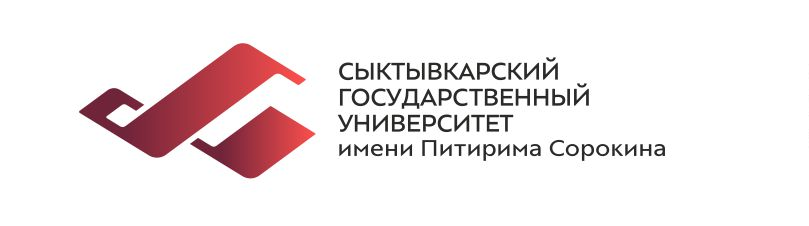 СЫКТЫВКАРСКИЙ
ГОСУДАРСТВЕННЫЙ
УНИВЕРСИТЕТ
имени Питирима Сорокина